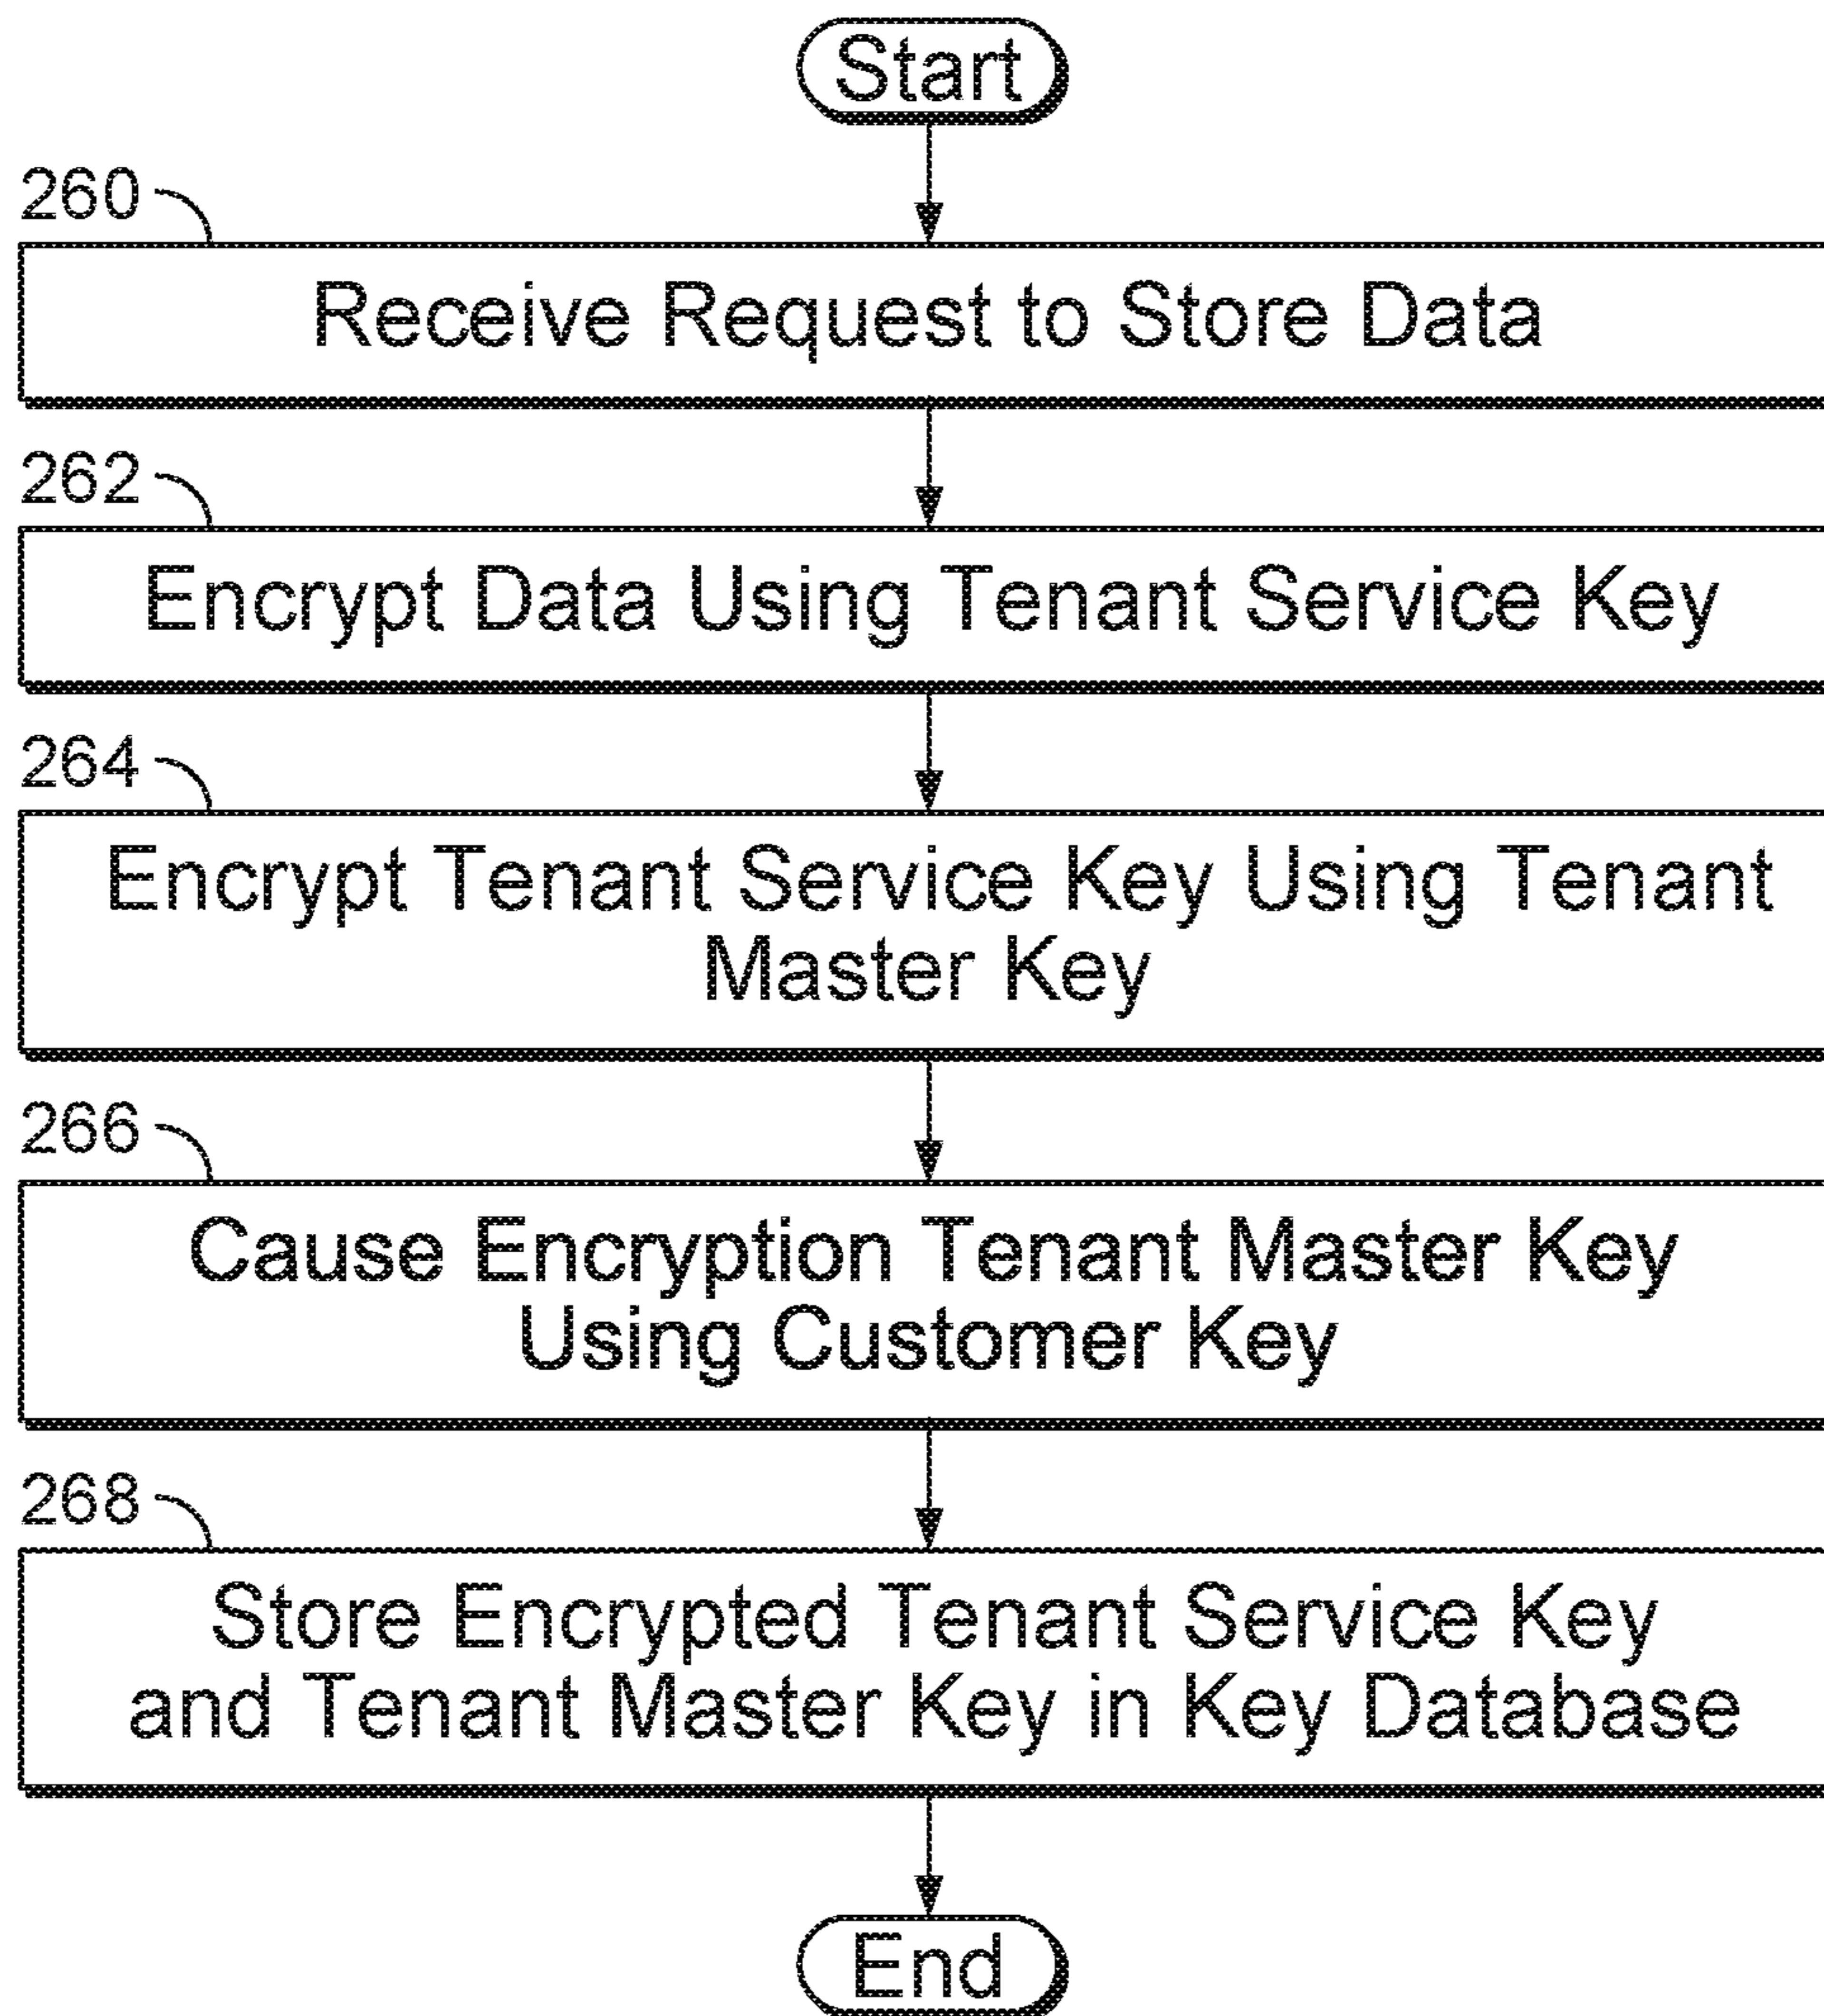 Start
260
Receive Request to Store Data
262
Encrypt Data Using Tenant Service Key
264
Encrypt Tenant Service Key Using Tenant
Master Key
266
Cause Encryption Tenant Master Key
Using Customer Key
268
Store Encrypted Tenant Service Key
and Tenant Master Key in Key Database
End